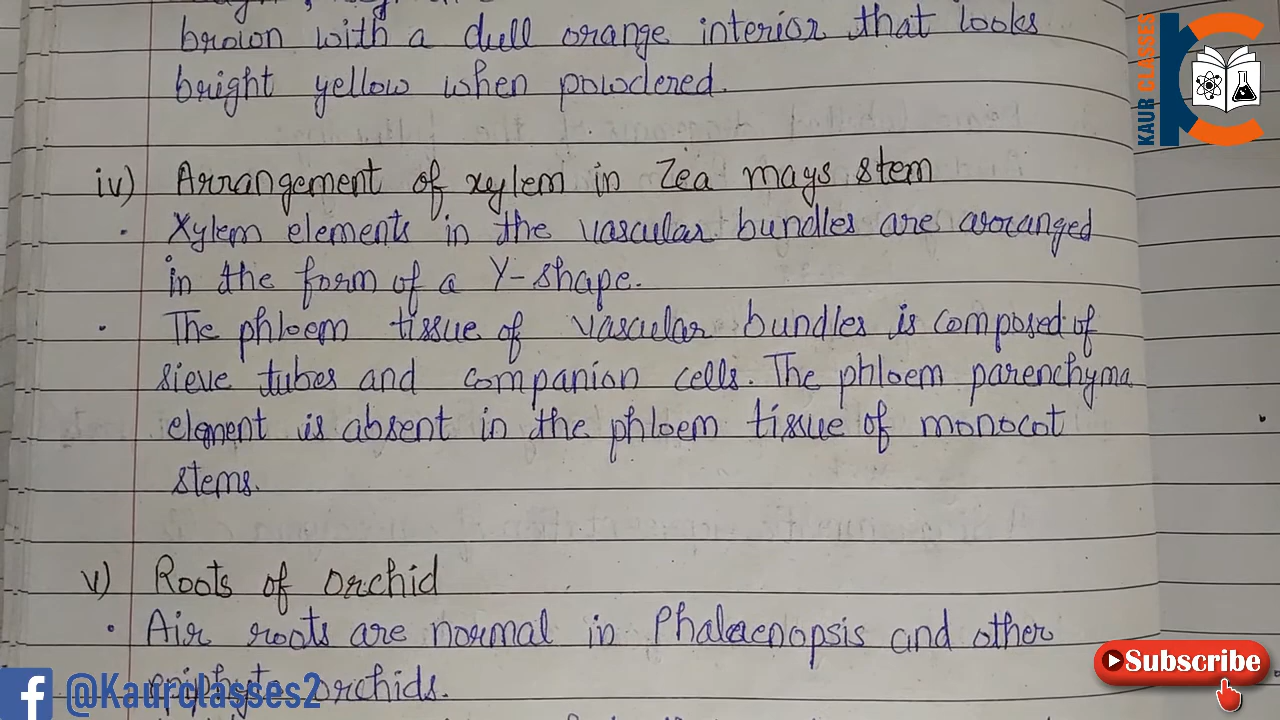 brown with a dull orange interior that looks
bright yellow when powdered.
iv) Arrangement of xylem in Zea mays stem
· Xylem elements in the vascular bundles are arranged
in the form of a Y-shape.
· The phloem tissue of vascular bundles is composed of
sieve tubes and companion cells. The phloem parenchyma
element is absent in the phloem tissue of monocot
stems.
v) Roots of Orchid
· Air roots are normal in Phalaenopsis and other
epiphyte orchids.
KAUR CLASSES
f @Kaurclasses2
Subscribe